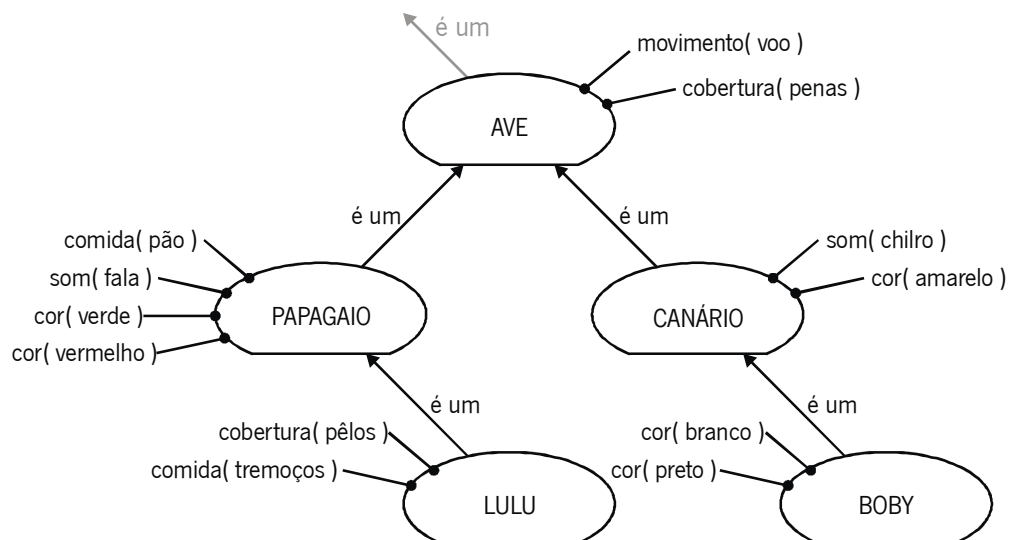 é um
movimento( voo )
cobertura( penas )
AVE
é um
é um
comida( pão )
som( fala )
cor( verde )
cor( vermelho )
PAPAGAIO
som( chilro )
cor( amarelo )
CANÁRIO
é um
é um
cobertura( pêlos )
comida( tremoços )
LULU
cor( branco )
cor( preto )
BOBY